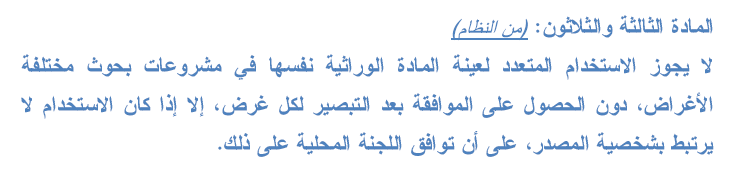 المادة الثالثة والثلاثون: (من النظام)
لا يجوز الاستخدام المتعدد لعينة المادة الوراثية نفسها في مشروعات بحوث مختلفة
الأغراض، دون الحصول على الموافقة بعد التبصير لكل غرض، إلا إذا كان الاستخدام لا
يرتبط بشخصية المصدر، على أن توافق اللجنة المحلية على ذلك.